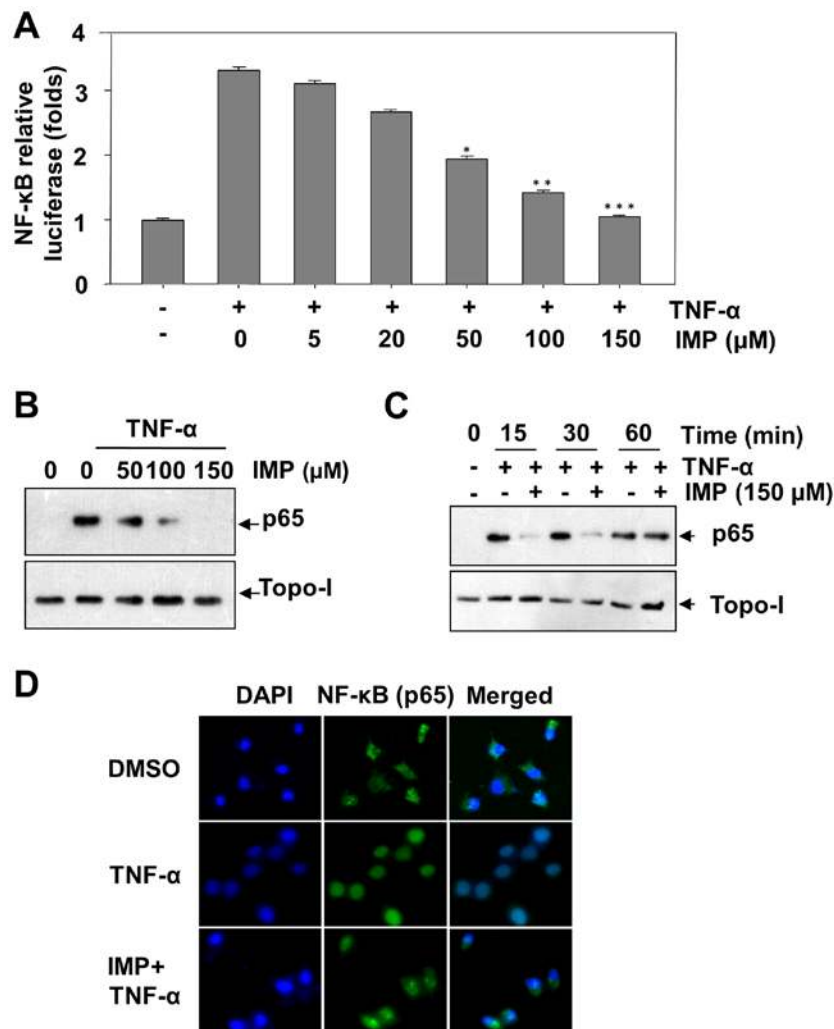 A
NF-κB relative
luciferase (folds)
4
3
2
1
0
* ** ***
- + + + + + + TNF-α
- 0 5 20 50 100 150 IMP (μM)
B
TNF-α
0 0 50 100 150 IMP (μM)
p65
Topo-I
C
0 15 30 60 Time (min)
- + + + + + + TNF-α
- - + - + - + IMP (150 μM)
p65
Topo-I
D
DAPI NF-κB (p65) Merged
DMSO
TNF-α
IMP+
TNF-α